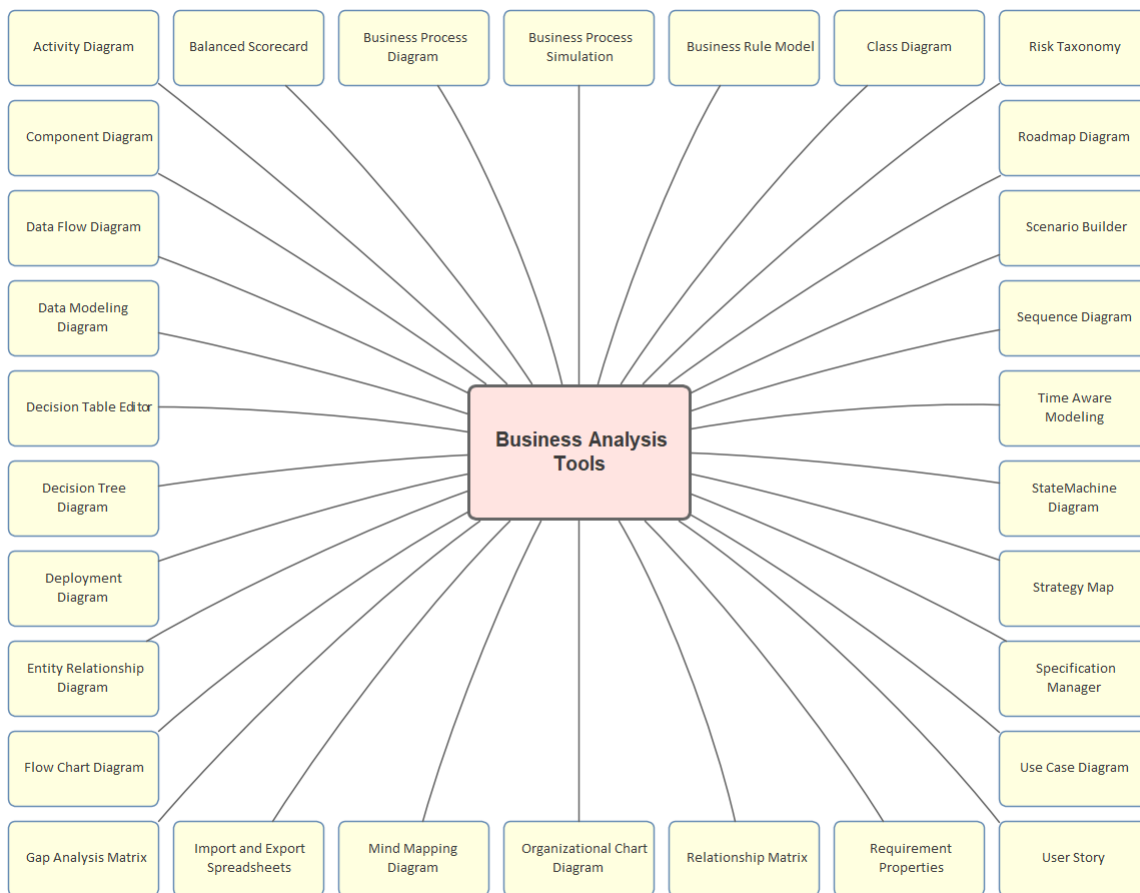 Activity Diagram
Balanced Scorecard
Business Process
Diagram
Business Process
Simulation
Business Rule Model
Class Diagram
Risk Taxonomy
Component Diagram
Roadmap Diagram
Data Flow Diagram
Scenario Builder
Data Modeling
Diagram
Sequence Diagram
Decision Table Editor
Time Aware
Modeling
Business Analysis
Tools
Decision Tree
Diagram
StateMachine
Diagram
Deployment
Diagram
Strategy Map
Entity Relationship
Diagram
Specification
Manager
Flow Chart Diagram
Use Case Diagram
Gap Analysis Matrix
Import and Export
Spreadsheets
Mind Mapping
Diagram
Organizational Chart
Diagram
Relationship Matrix
Requirement
Properties
User Story